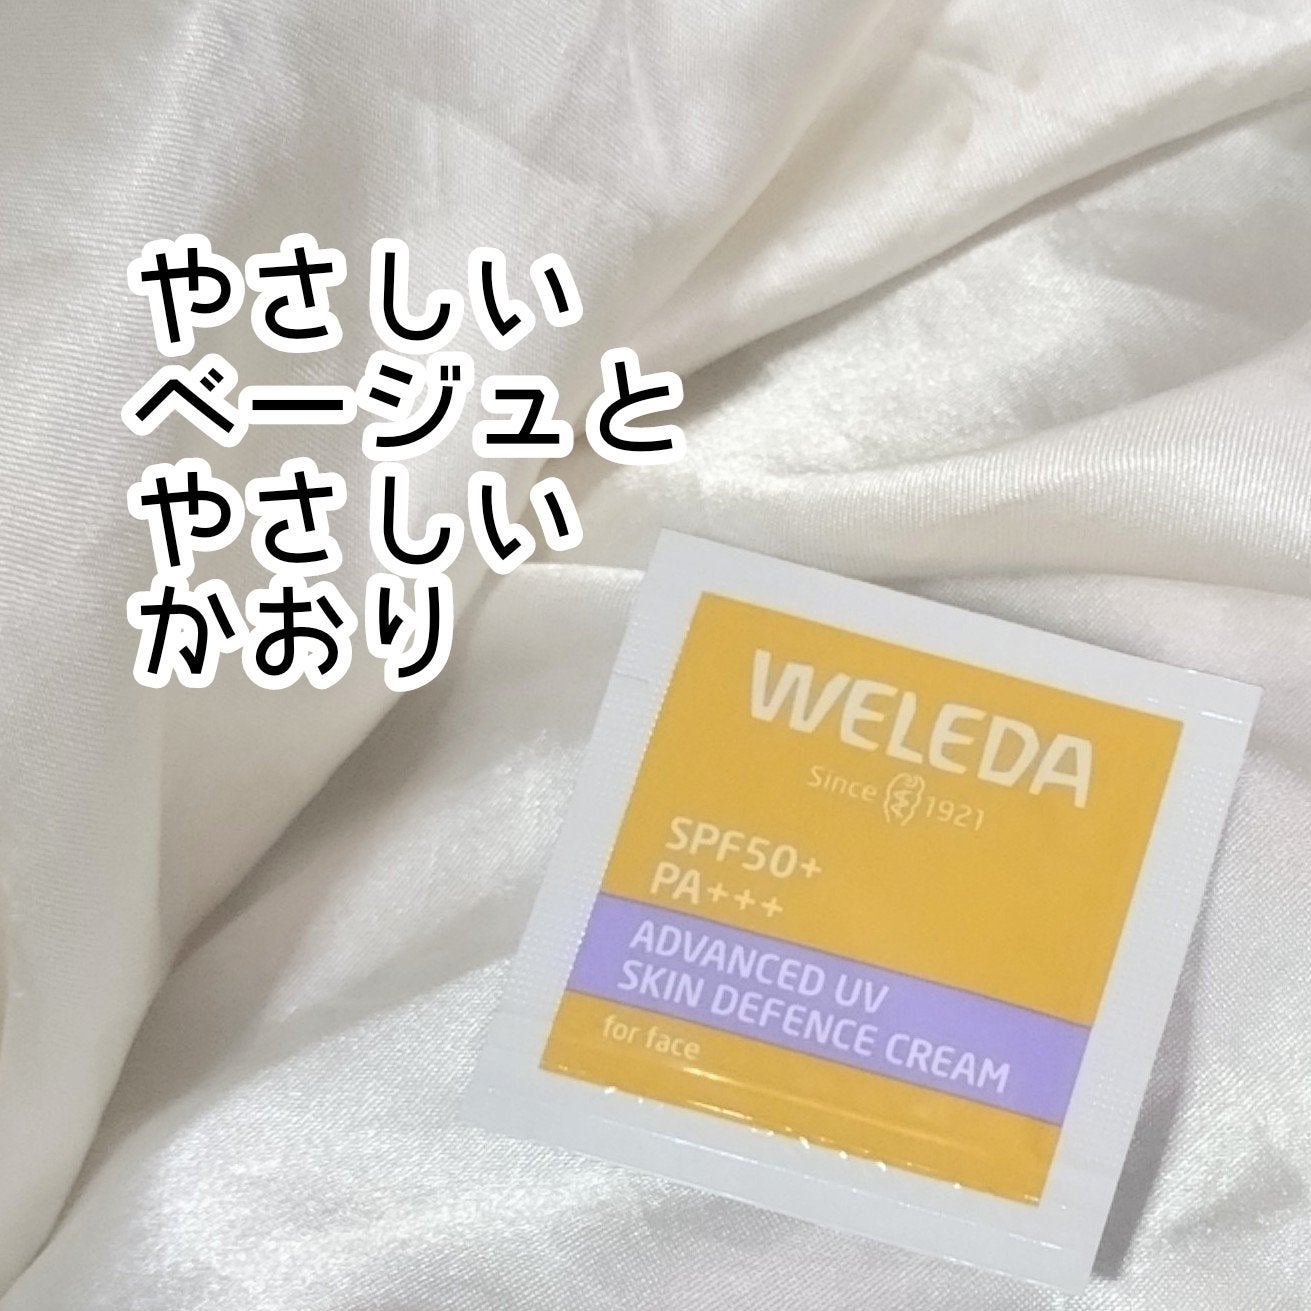 やさしい
ベージュと
やさしい
かおり
WELEDA
Since 1921
SPF50+
PA+++
ADVANCED UV
SKIN DEFENCE CREAM
for face